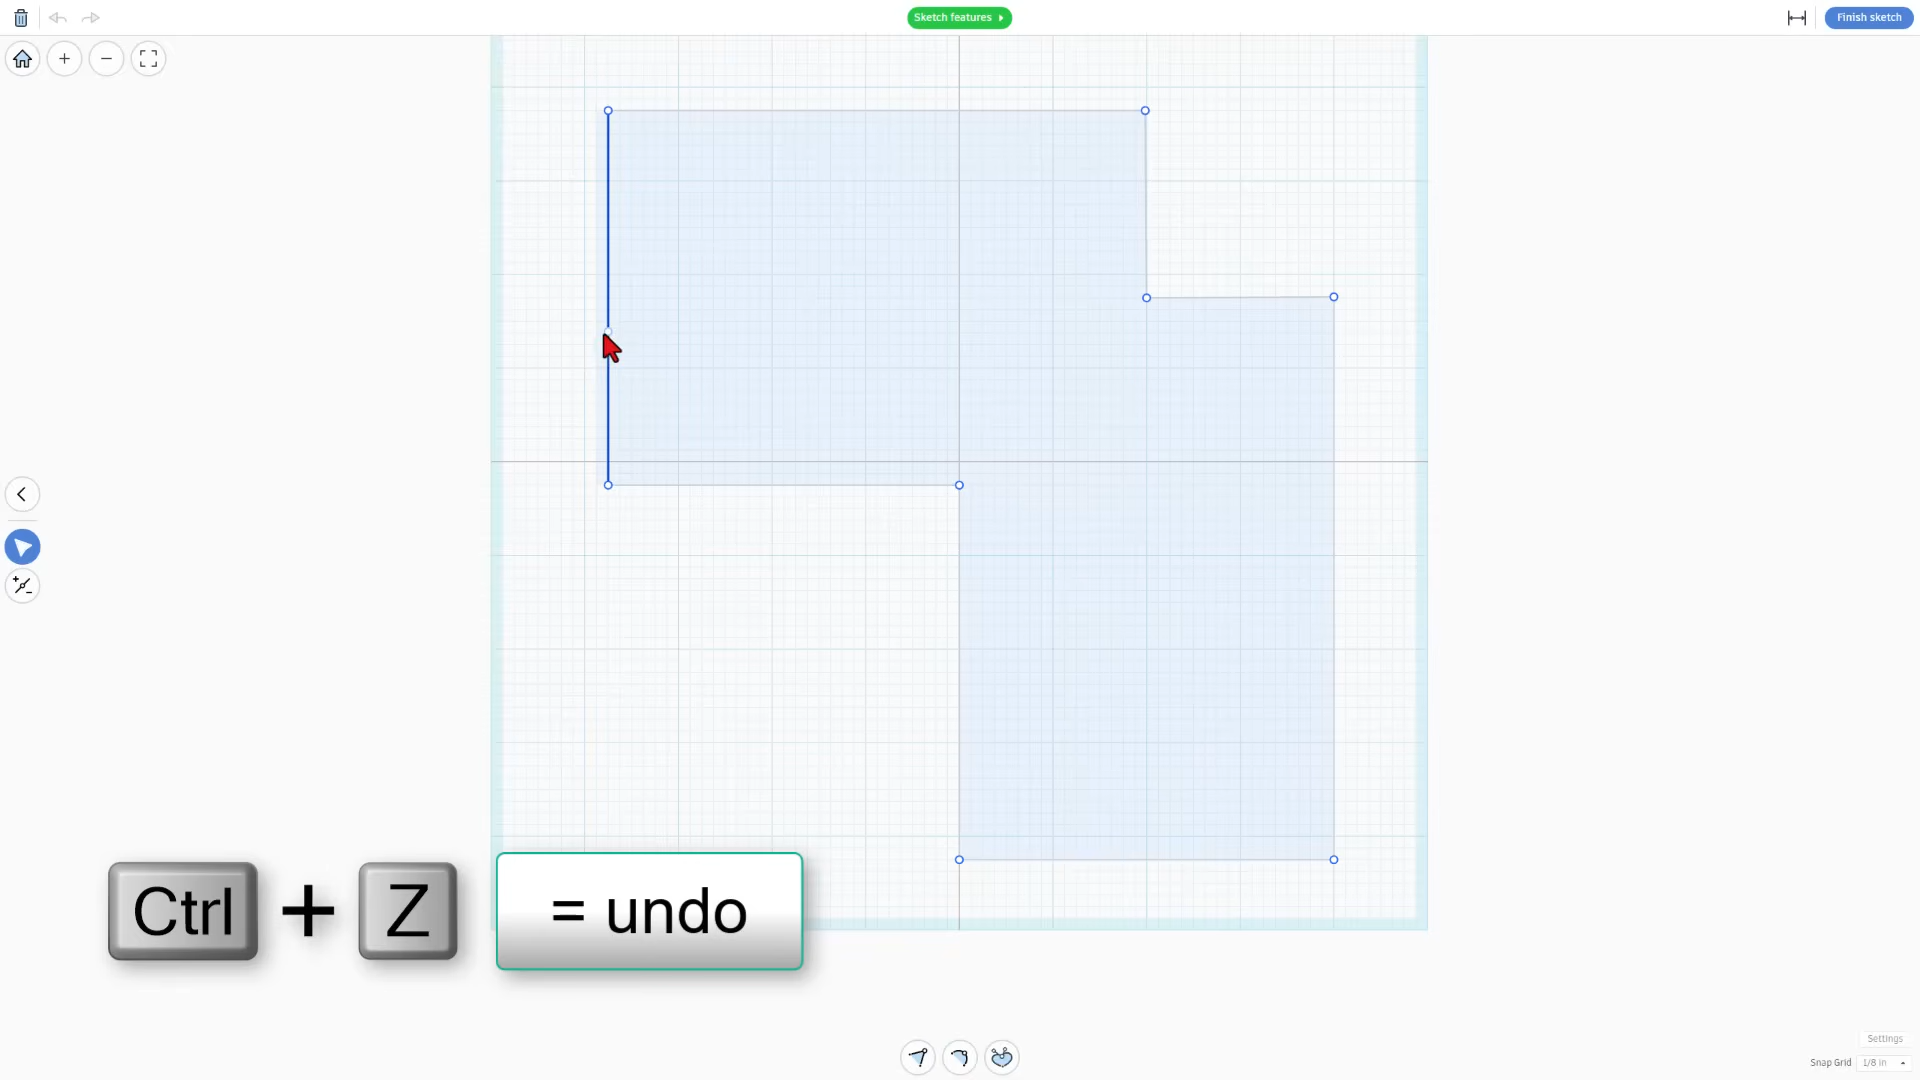 Sketch features
Finish sketch
Ctrl + Z = undo
Settings
Snap Grid 1/8 in